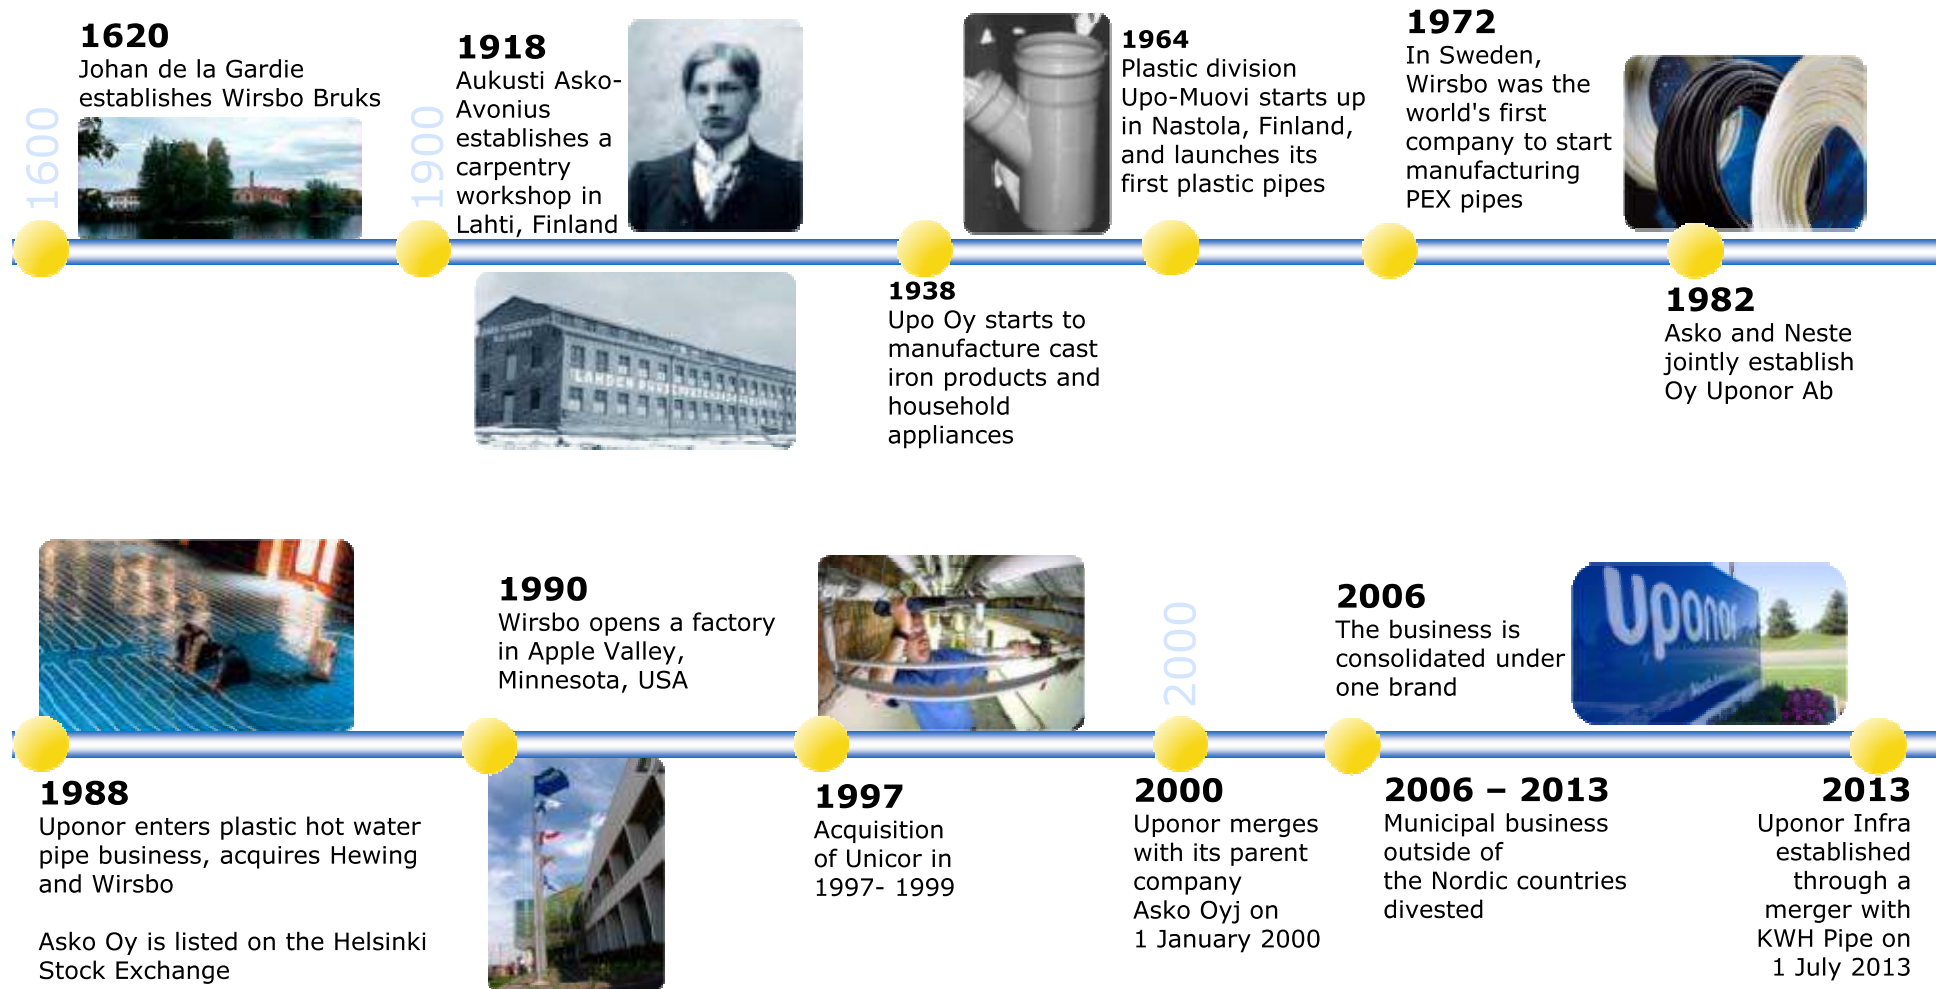 1600
1620
Johan de la Gardie
establishes Wirsbo Bruks
1900
1918
Aukusti Asko-
Avonius
establishes a
carpentry
workshop in
Lahti, Finland
1938
Upo Oy starts to
manufacture cast
iron products and
household
appliances
1964
Plastic division
Upo-Muovi starts up
in Nastola, Finland,
and launches its
first plastic pipes
1972
In Sweden,
Wirsbo was the
world's first
company to start
manufacturing
PEX pipes
1982
Asko and Neste
jointly establish
Oy Uponor Ab
1988
Uponor enters plastic hot water
pipe business, acquires Hewing
and Wirsbo
Asko Oy is listed on the Helsinki
Stock Exchange
1990
Wirsbo opens a factory
in Apple Valley,
Minnesota, USA
1997
Acquisition
of Unicor in
1997- 1999
2000
2000
Uponor merges
with its parent
company
Asko Oyj on
1 January 2000
2006
The business is
consolidated under
one brand
uponor
2006 – 2013
Municipal business
outside of
the Nordic countries
divested
2013
Uponor Infra
established
through a
merger with
KWH Pipe on
1 July 2013